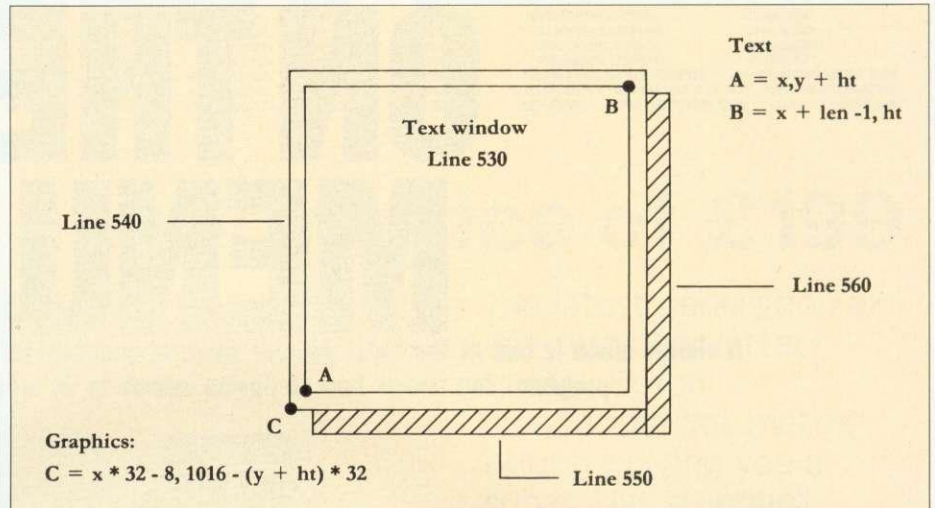 Text
A = x,y + ht
B = x + len -1, ht
B
Text window
Line 530
Line 540
Line 560
A
C
Graphics:
C = x * 32 - 8, 1016 - (y + ht) * 32
Line 550